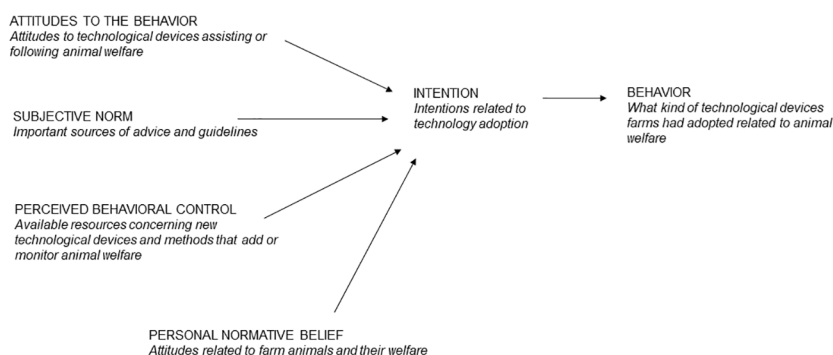 ATTITUDES TO THE BEHAVIOR
Attitudes to technological devices assisting or
following animal welfare
SUBJECTIVE NORM
Important sources of advice and guidelines
PERCEIVED BEHAVIORAL CONTROL
Available resources concerning new
technological devices and methods that add or
monitor animal welfare
PERSONAL NORMATIVE BELIEF
Attitudes related to farm animals and their welfare
INTENTION
Intentions related to
technology adoption
BEHAVIOR
What kind of technological devices
farms had adopted related to animal
welfare